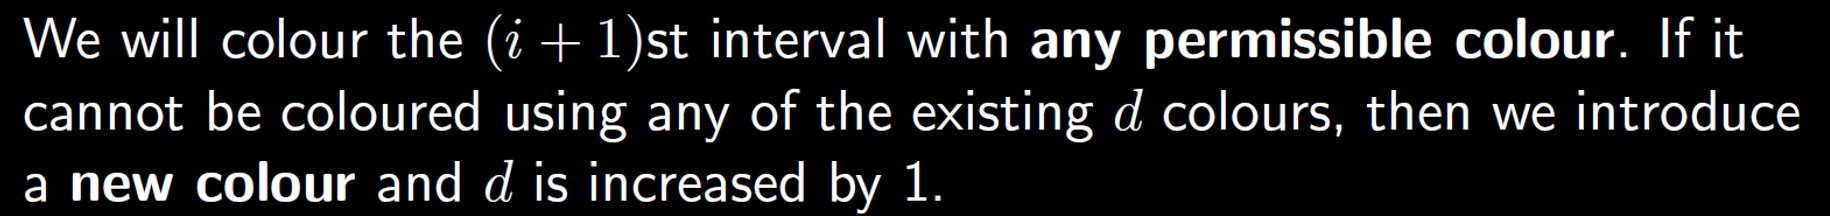 We will colour the (i + 1)st interval with any permissible colour. If it
cannot be coloured using any of the existing d colours, then we introduce
a new colour and d is increased by 1.